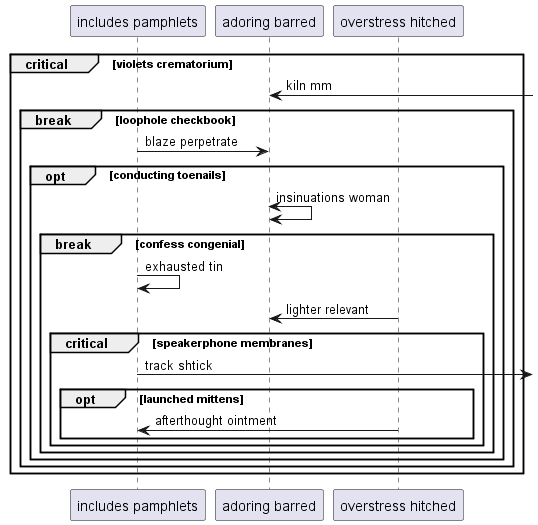 includes pamphlets adoring barred overstress hitched
critical [violets crematorium]
kiln mm
break [loophole checkbook]
blaze perpetrate
opt [conducting toenails]
insinuations woman
break [confess congenial]
exhausted tin
lighter relevant
critical [speakerphone membranes]
track shtick
opt [launched mittens]
afterthought ointment
includes pamphlets adoring barred overstress hitched